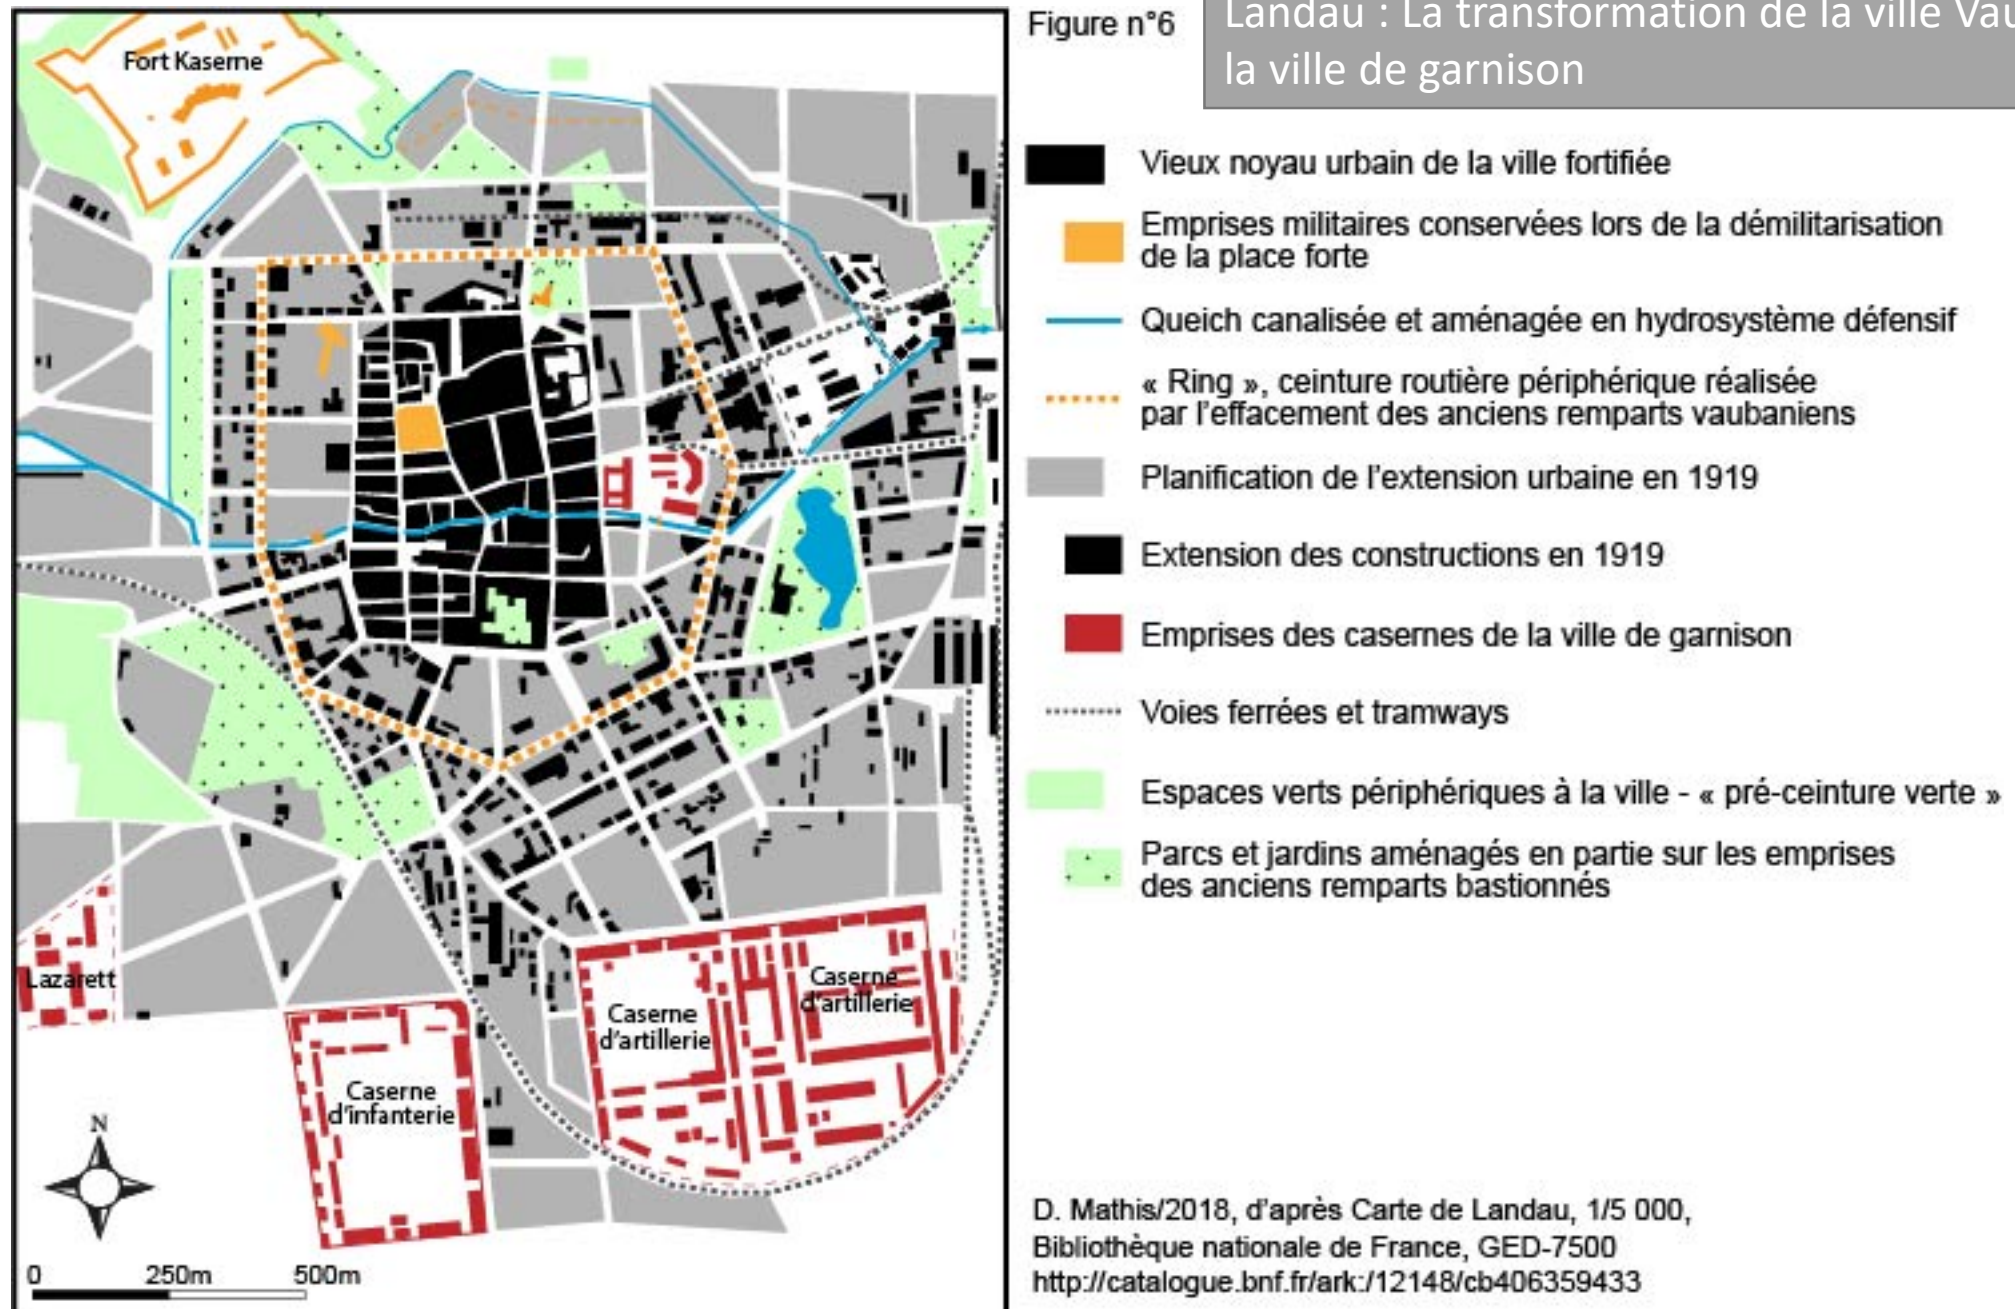 Figure n°6
Landau : La transformation de la ville
la ville de garnison
Fort Kaserne
Lazarett
Caserne
d'infanterie
Caserne
d'artillerie
Caserne
d'artillerie
N
0 250m 500m
Vieux noyau urbain de la ville fortifiée
Emprises militaires conservées lors de la démilitarisation
de la place forte
Queich canalisée et aménagée en hydrosystème défensif
« Ring », ceinture routière périphérique réalisée
par l'effacement des anciens remparts vaubaniens
Planification de l'extension urbaine en 1919
Extension des constructions en 1919
Emprises des casernes de la ville de garnison
Voies ferrées et tramways
Espaces verts périphériques à la ville - « pré-ceinture verte »
Parcs et jardins aménagés en partie sur les emprises
des anciens remparts bastionnés
D. Mathis/2018, d'après Carte de Landau, 1/5 000,
Bibliothèque nationale de France, GED-7500
http://catalogue.bnf.fr/ark:/12148/cb406359433